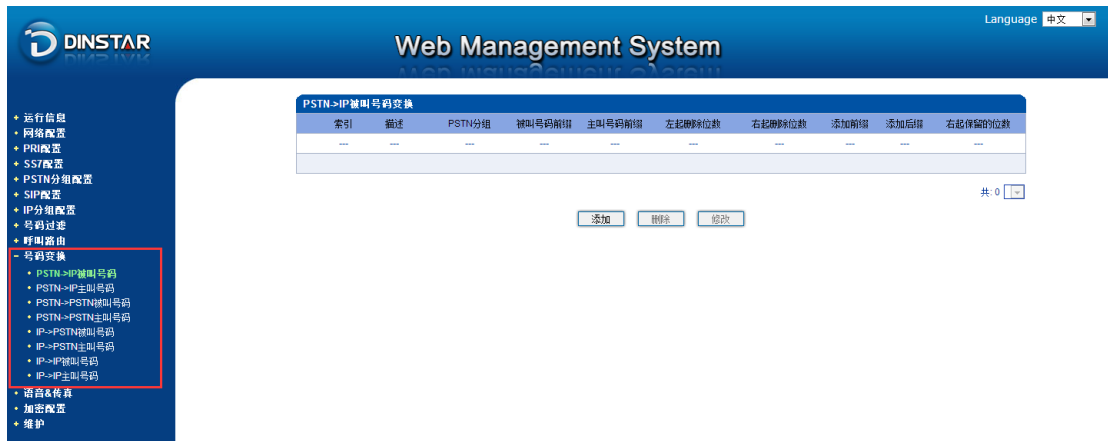 Language 中文
DINSTAR
Web Management System
+ 运行信息
• 网络配置
+ PRI配置
+ SS7配置
+ PSTN分组配置
+ SIP配置
+ IP分组配置
+ 号码过滤
+ 呼叫路由
- 号码变换
• PSTN->IP被叫号码
• PSTN->IP主叫号码
• PSTN->PSTN被叫号码
• PSTN->PSTN主叫号码
• IP->PSTN被叫号码
• IP->PSTN主叫号码
• IP->IP被叫号码
• IP->IP主叫号码
• 语音&传真
• 加密配置
+ 维护
PSTN->IP被叫号码变换
索引 描述 PSTN分组 被叫号码前缀 主叫号码前缀 左起删除位数 右起删除位数 添加前缀 添加后缀 右起保留的位数
--- --- --- --- --- --- --- --- --- ---
共: 0
添加 删除 修改